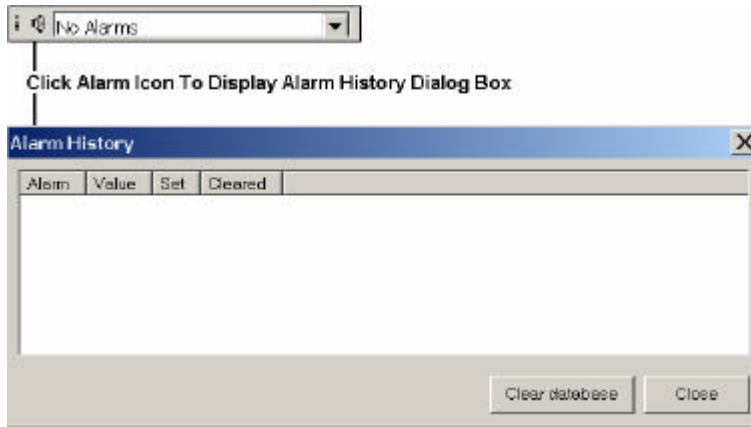 No Alarms
Click Alarm Icon To Display Alarm History Dialog Box
Alarm History
Alarm Value Set Cleared
Clear database Close